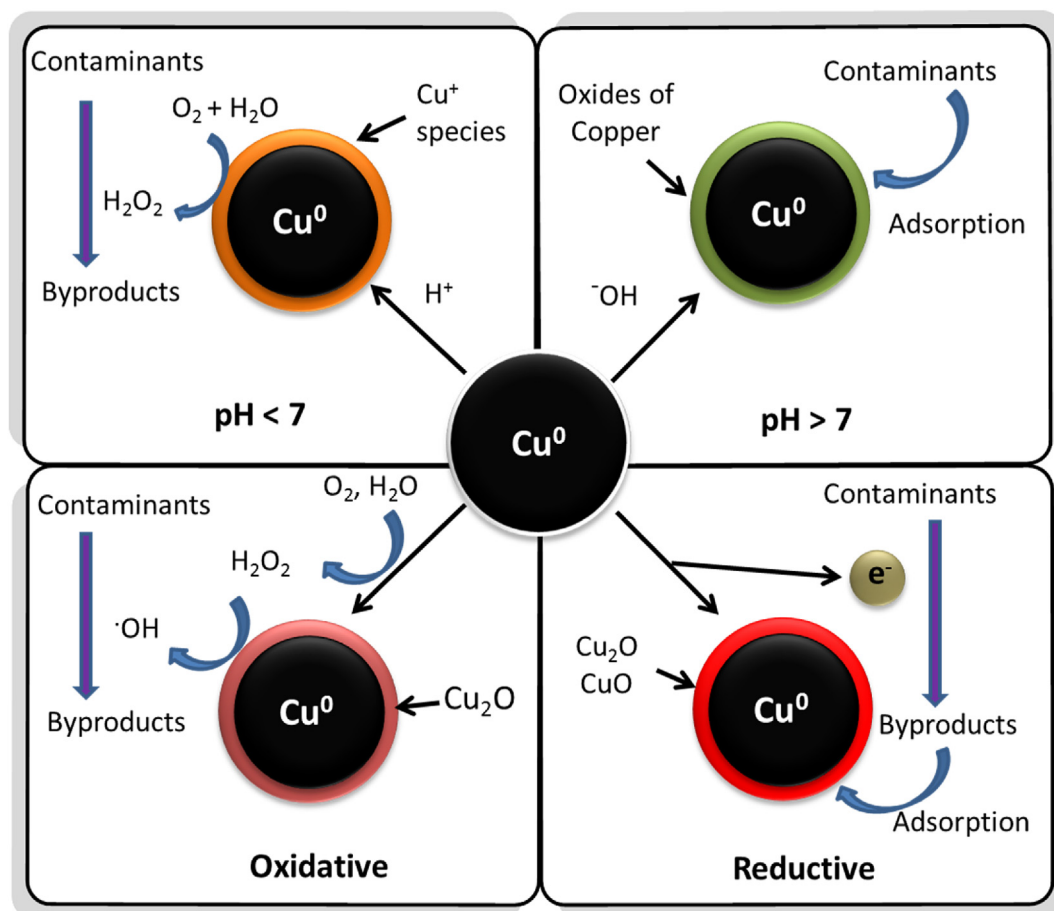 Contaminants
O₂ + H₂O
H₂O₂
Byproducts
Cu⁺
species
Cu⁰
H⁺
pH < 7
Oxides of
Copper
Contaminants
Cu⁰
Adsorption
⁻OH
pH > 7
Cu⁰
Contaminants
O₂, H₂O
H₂O₂
·OH
Byproducts
Cu⁰
Cu₂O
Oxidative
Contaminants
e⁻
Cu₂O
CuO
Cu⁰
Byproducts
Adsorption
Reductive